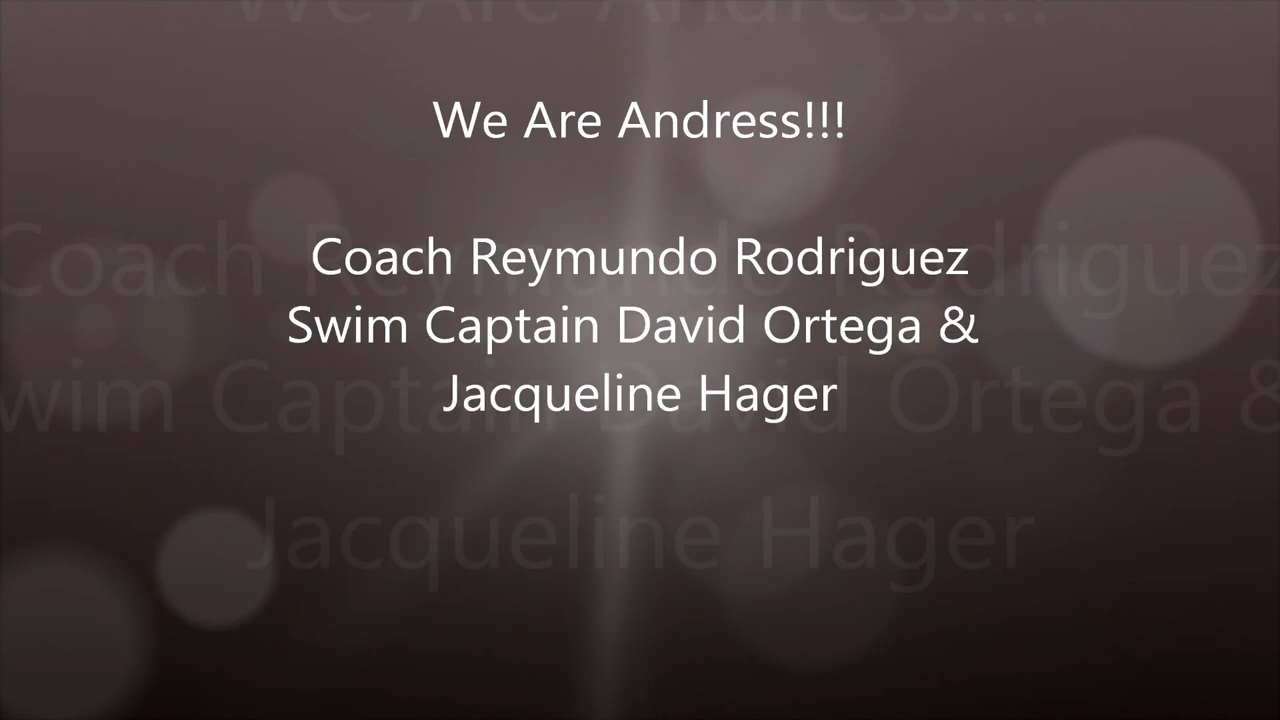 We Are Andress!!!
Coach Reymundo Rodriguez
Swim Captain David Ortega &
Jacqueline Hager